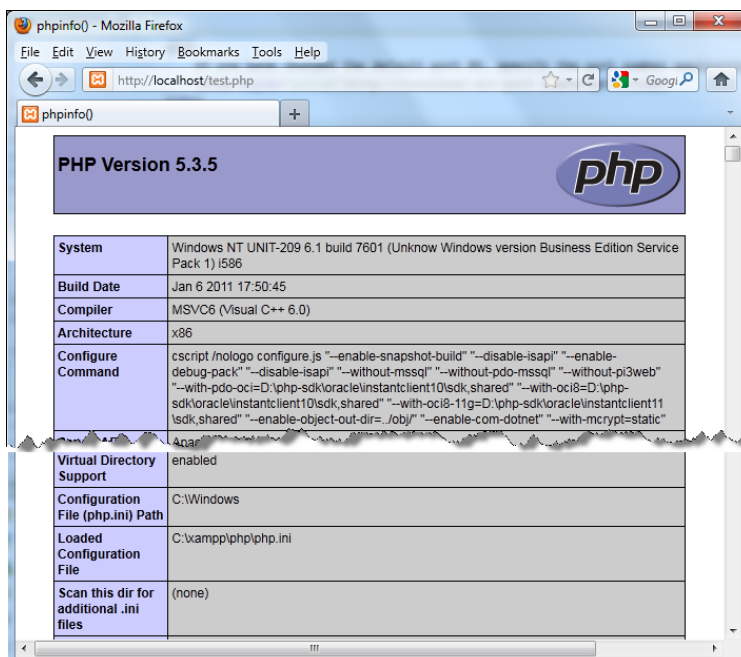 phpinfo() - Mozilla Firefox
File Edit View History Bookmarks Tools Help
http://localhost/test.php
Googl
phpinfo()
PHP Version 5.3.5
php
System
Windows NT UNIT-209 6.1 build 7601 (Unknow Windows version Business Edition Service
Pack 1) i586
Build Date
Jan 6 2011 17:50:45
Compiler
MSVC6 (Visual C++ 6.0)
Architecture
x86
Configure
Command
cscript /nologo configure.js "--enable-snapshot-build" "--disable-isapi" "--enable-
debug-pack" "--disable-isapi" "--without-mssql" "--without-pdo-mssql" "--without-pi3web"
"--with-pdo-oci=D:\php-sdk\oracle\instantclient10\sdk,shared" "--with-oci8=D:\php-
sdk\oracle\instantclient10\sdk,shared" "--with-oci8-11g=D:\php-sdk\oracle\instantclient11
\sdk,shared" "--enable-object-out-dir=../obj/" "--enable-com-dotnet" "--with-mcrypt=static"
Virtual Directory
Support
enabled
Configuration
File (php.ini) Path
C:\Windows
Loaded
Configuration
File
C:\xampp\php\php.ini
Scan this dir for
additional .ini
files
(none)